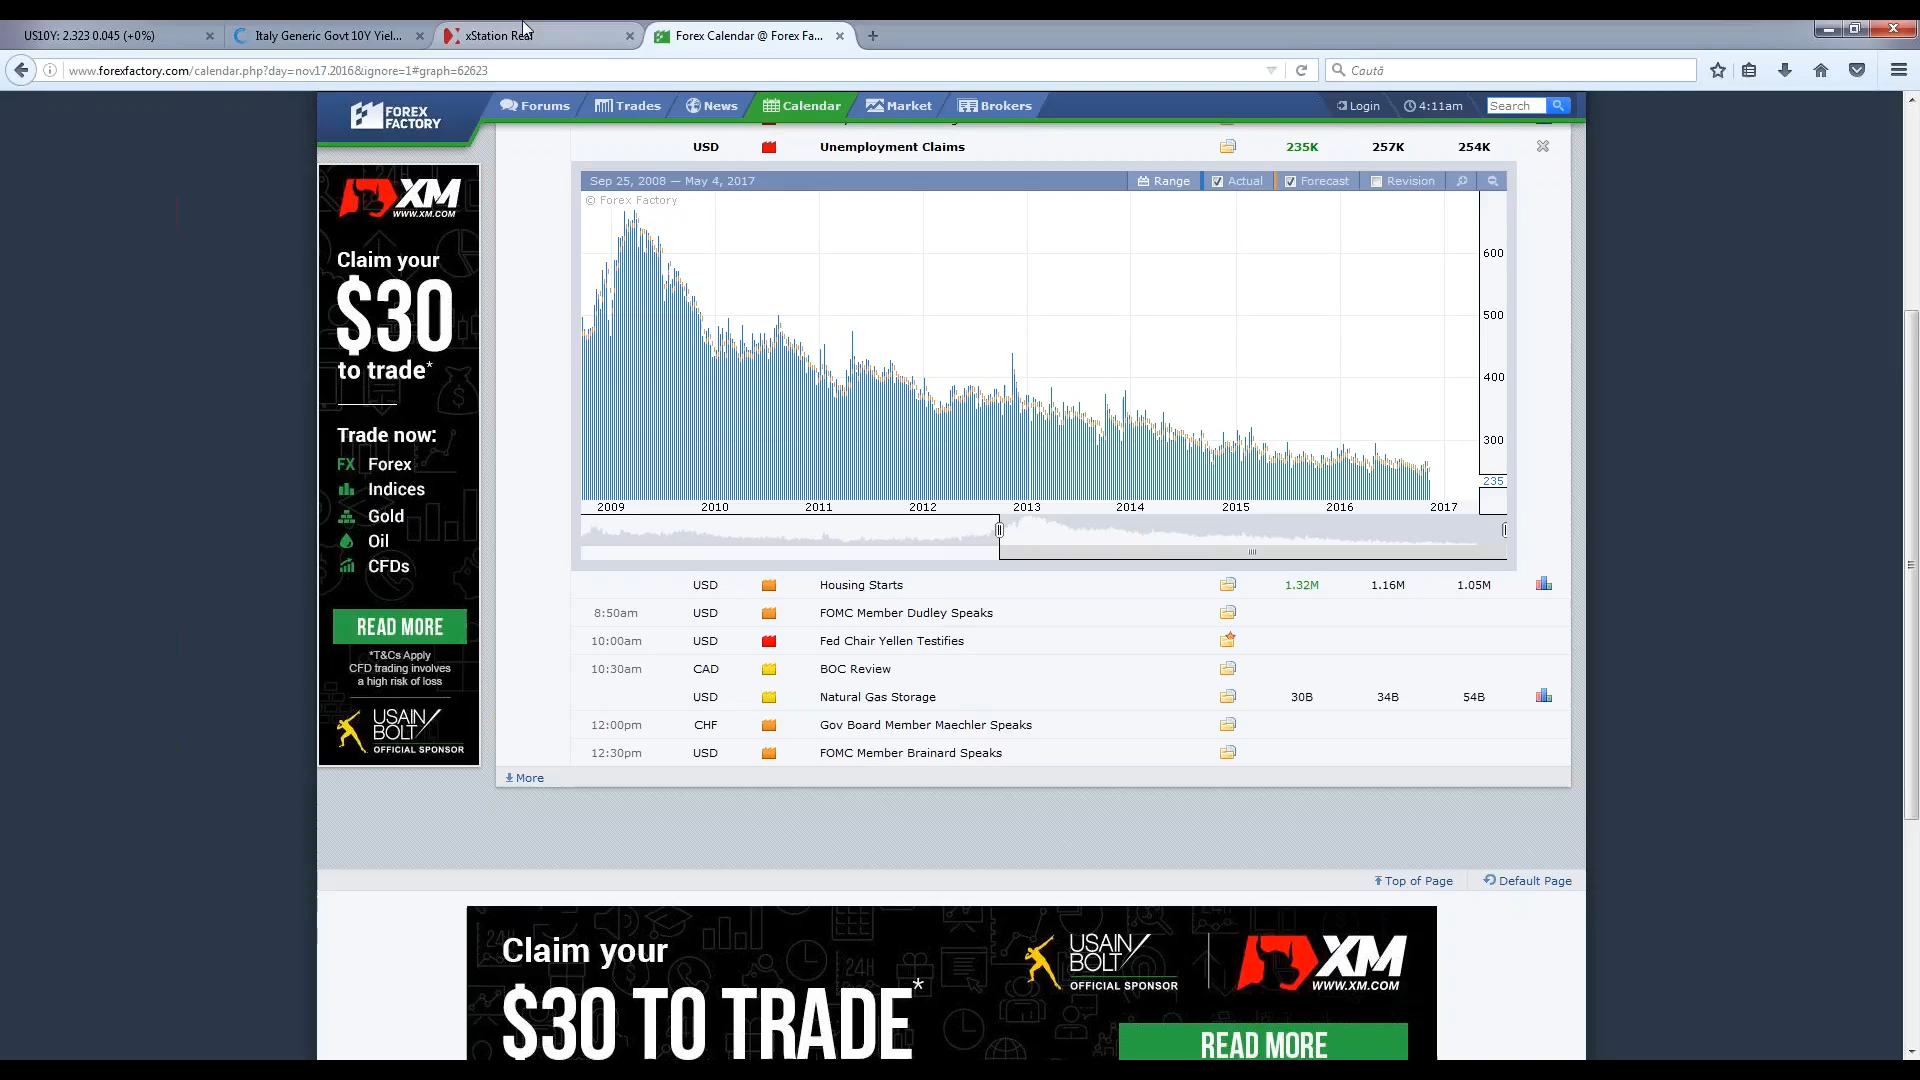 US10Y: 2.323 0.045 (+0%)
Italy Generic Govt 10Y Yiel...
xStation Real
Forex Calendar @ Forex Fa...
www.forexfactory.com/calendar.php?day=nov17.2016&ignore=1#graph=62623
Caută
FOREX FACTORY
Forums
Trades
News
Calendar
Market
Brokers
Login
4:11am
Search
USD Unemployment Claims 235K 257K 254K
Sep 25, 2008 — May 4, 2017
Range
Actual
Forecast
Revision
© Forex Factory
600
500
400
300
235
2009 2010 2011 2012 2013 2014 2015 2016 2017
USD Housing Starts 1.32M 1.16M 1.05M
8:50am USD FOMC Member Dudley Speaks
10:00am USD Fed Chair Yellen Testifies
10:30am CAD BOC Review
USD Natural Gas Storage 30B 34B 54B
12:00pm CHF Gov Board Member Maechler Speaks
12:30pm USD FOMC Member Brainard Speaks
More
XM
WWW.XM.COM
Claim your
$30
to trade*
Trade now:
FX Forex
Indices
Gold
Oil
CFDs
READ MORE
*T&Cs Apply
CFD trading involves
a high risk of loss
USAIN
BOLT
OFFICIAL SPONSOR
Top of Page
Default Page
Claim your
$30 TO TRADE*
USAIN
BOLT
OFFICIAL SPONSOR
XM
WWW.XM.COM
READ MORE